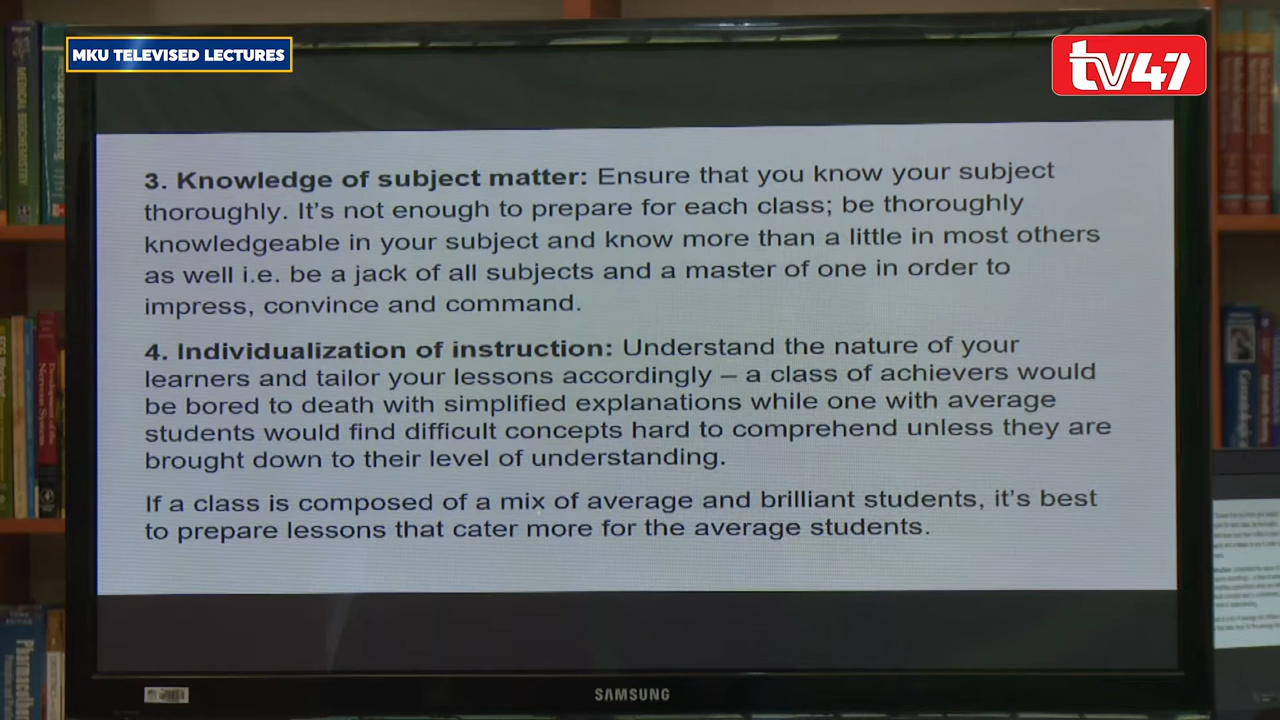 MKU TELEVISED LECTURES
tv47
3. Knowledge of subject matter: Ensure that you know your subject
thoroughly. It's not enough to prepare for each class; be thoroughly
knowledgeable in your subject and know more than a little in most others
as well i.e. be a jack of all subjects and a master of one in order to
impress, convince and command.
4. Individualization of instruction: Understand the nature of your
learners and tailor your lessons accordingly – a class of achievers would
be bored to death with simplified explanations while one with average
students would find difficult concepts hard to comprehend unless they are
brought down to their level of understanding.
If a class is composed of a mix of average and brilliant students, it's best
to prepare lessons that cater more for the average students.
SAMSUNG